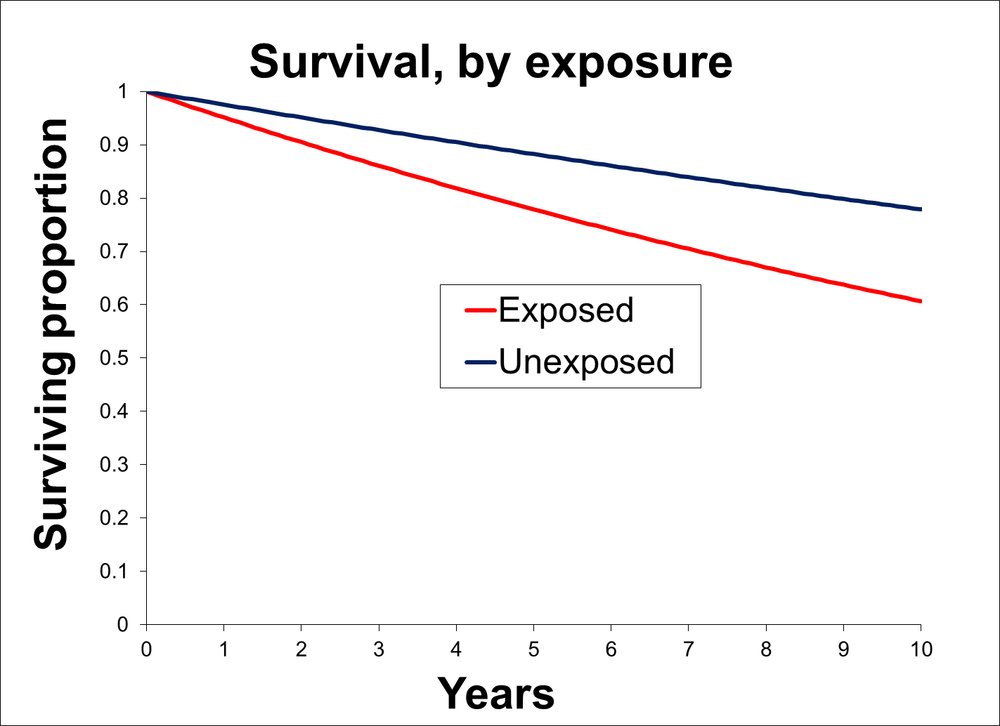 Survival, by exposure
Surviving proportion
1
0.9
0.8
0.7
0.6
0.5
0.4
0.3
0.2
0.1
0
Exposed
Unexposed
0 1 2 3 4 5 6 7 8 9 10
Years